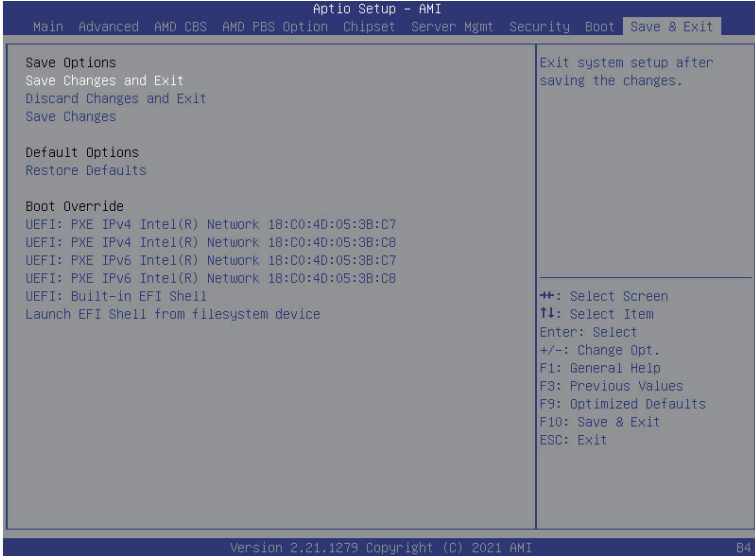 Aptio Setup – AMI
Main Advanced AMD CBS AMD PBS Option Chipset Server Mgmt Security Boot Save & Exit
Save Options
Save Changes and Exit
Discard Changes and Exit
Save Changes
Default Options
Restore Defaults
Boot Override
UEFI: PXE IPv4 Intel(R) Network 18:C0:4D:05:3B:C7
UEFI: PXE IPv4 Intel(R) Network 18:C0:4D:05:3B:C8
UEFI: PXE IPv6 Intel(R) Network 18:C0:4D:05:3B:C7
UEFI: PXE IPv6 Intel(R) Network 18:C0:4D:05:3B:C8
UEFI: Built-in EFI Shell
Launch EFI Shell from filesystem device
Exit system setup after
saving the changes.
→←: Select Screen
↑↓: Select Item
Enter: Select
+/-: Change Opt.
F1: General Help
F3: Previous Values
F9: Optimized Defaults
F10: Save & Exit
ESC: Exit
Version 2.21.1279 Copyright (C) 2021 AMI
B4